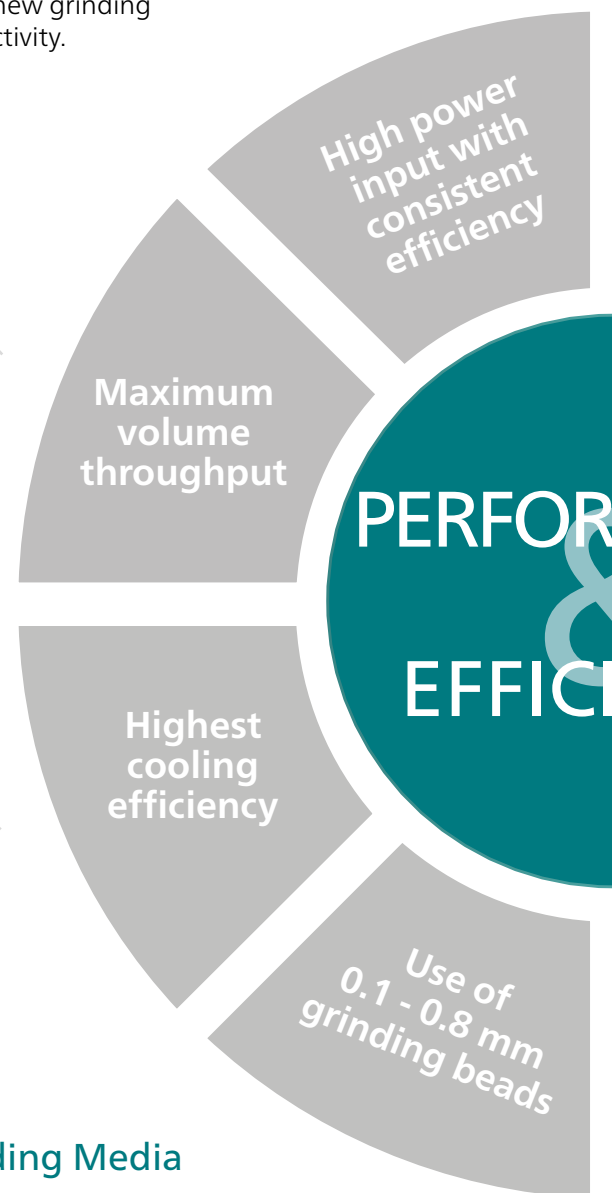 new grinding
ctivity.
High power
input with
consistent
efficiency
Maximum
volume
throughput
PERFOR
&
EFFICI
Highest
cooling
efficiency
Use of
0.1 - 0.8 mm
grinding beads
ding Media